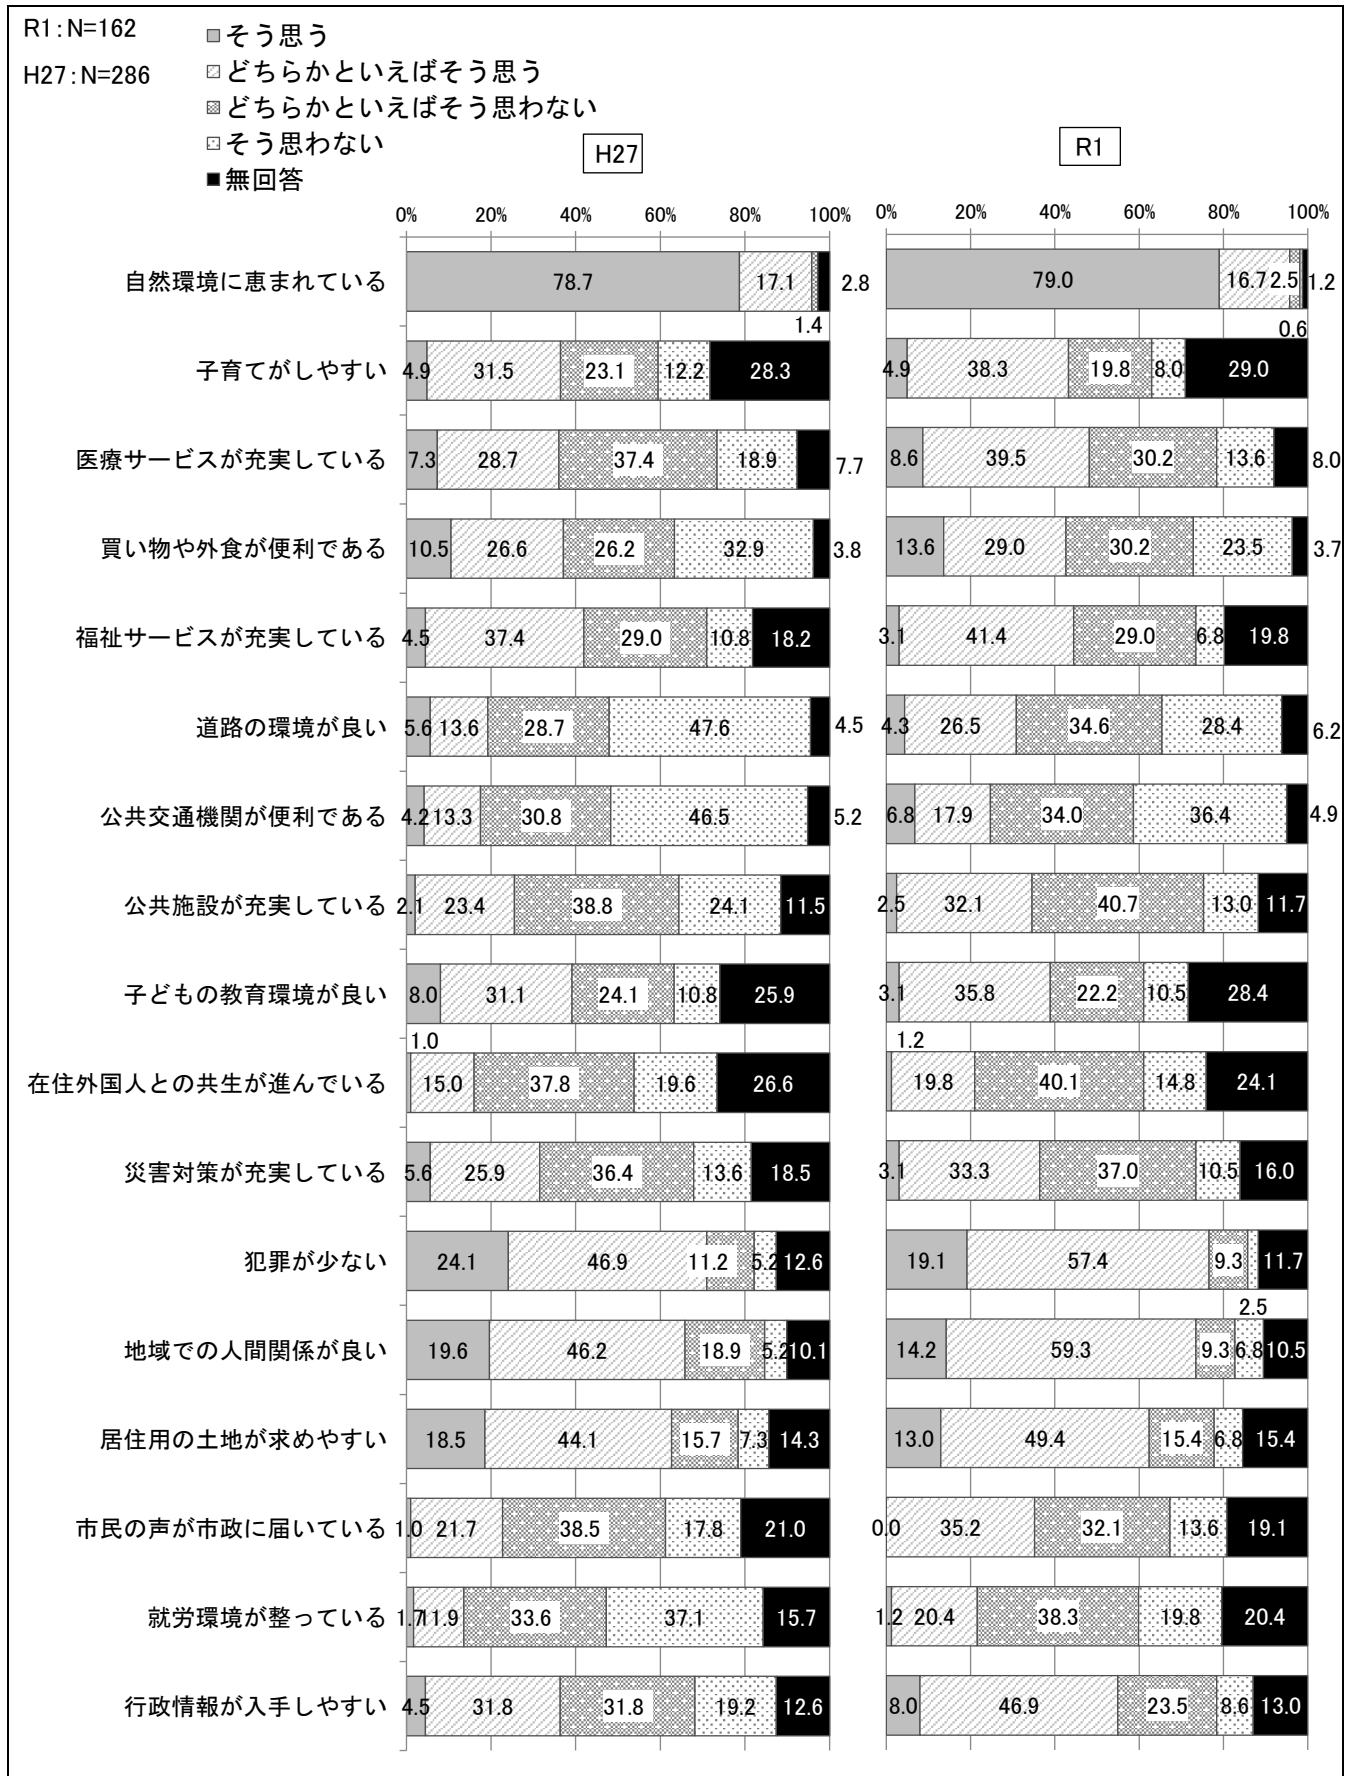 R1：N=162
H27：N=286
そう思う
どちらかといえばそう思う
どちらかといえばそう思わない
そう思わない
無回答
H27
R1
0% 20% 40% 60% 80% 100%
0% 20% 40% 60% 80% 100%
自然環境に恵まれている 78.7 17.1 1.4 2.8 79.0 16.7 2.5 0.6 1.2
子育てがしやすい 4.9 31.5 23.1 12.2 28.3 4.9 38.3 19.8 8.0 29.0
医療サービスが充実している 7.3 28.7 37.4 18.9 7.7 8.6 39.5 30.2 13.6 8.0
買い物や外食が便利である 10.5 26.6 26.2 32.9 3.8 13.6 29.0 30.2 23.5 3.7
福祉サービスが充実している 4.5 37.4 29.0 10.8 18.2 3.1 41.4 29.0 6.8 19.8
道路の環境が良い 5.6 13.6 28.7 47.6 4.5 4.3 26.5 34.6 28.4 6.2
公共交通機関が便利である 4.2 13.3 30.8 46.5 5.2 6.8 17.9 34.0 36.4 4.9
公共施設が充実している 2.1 23.4 38.8 24.1 11.5 2.5 32.1 40.7 13.0 11.7
子どもの教育環境が良い 8.0 31.1 24.1 10.8 25.9 3.1 35.8 22.2 10.5 28.4
在住外国人との共生が進んでいる 1.0 15.0 37.8 19.6 26.6 1.2 19.8 40.1 14.8 24.1
災害対策が充実している 5.6 25.9 36.4 13.6 18.5 3.1 33.3 37.0 10.5 16.0
犯罪が少ない 24.1 46.9 11.2 5.2 12.6 19.1 57.4 9.3 2.5 11.7
地域での人間関係が良い 19.6 46.2 18.9 5.2 10.1 14.2 59.3 9.3 6.8 10.5
居住用の土地が求めやすい 18.5 44.1 15.7 7.3 14.3 13.0 49.4 15.4 6.8 15.4
市民の声が市政に届いている 1.0 21.7 38.5 17.8 21.0 0.0 35.2 32.1 13.6 19.1
就労環境が整っている 1.7 11.9 33.6 37.1 15.7 1.2 20.4 38.3 19.8 20.4
行政情報が入手しやすい 4.5 31.8 31.8 19.2 12.6 8.0 46.9 23.5 8.6 13.0